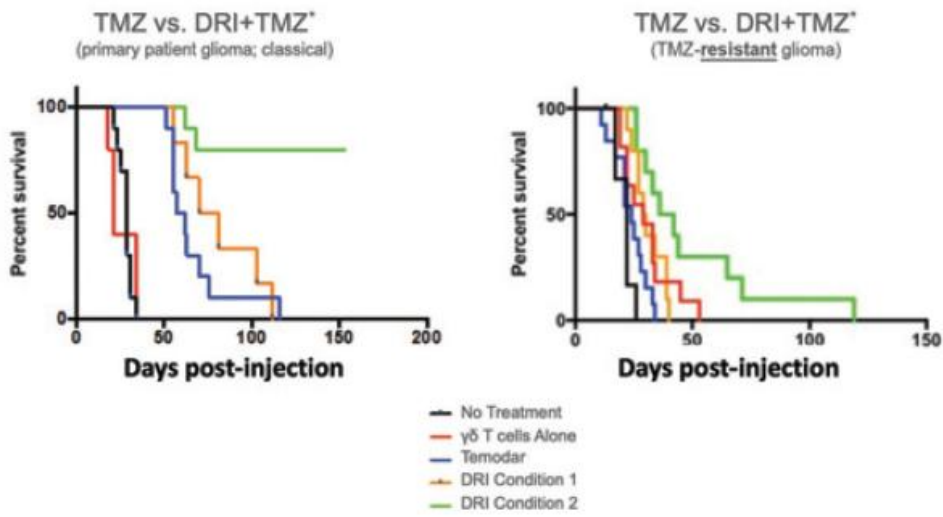 TMZ vs. DRI+TMZ*
(primary patient glioma; classical)
Percent survival
100
50
0
0 50 100 150 200
Days post-injection
TMZ vs. DRI+TMZ*
(TMZ-resistant glioma)
Percent survival
100
50
0
0 50 100 150
Days post-injection
No Treatment
γδ T cells Alone
Temodar
DRI Condition 1
DRI Condition 2